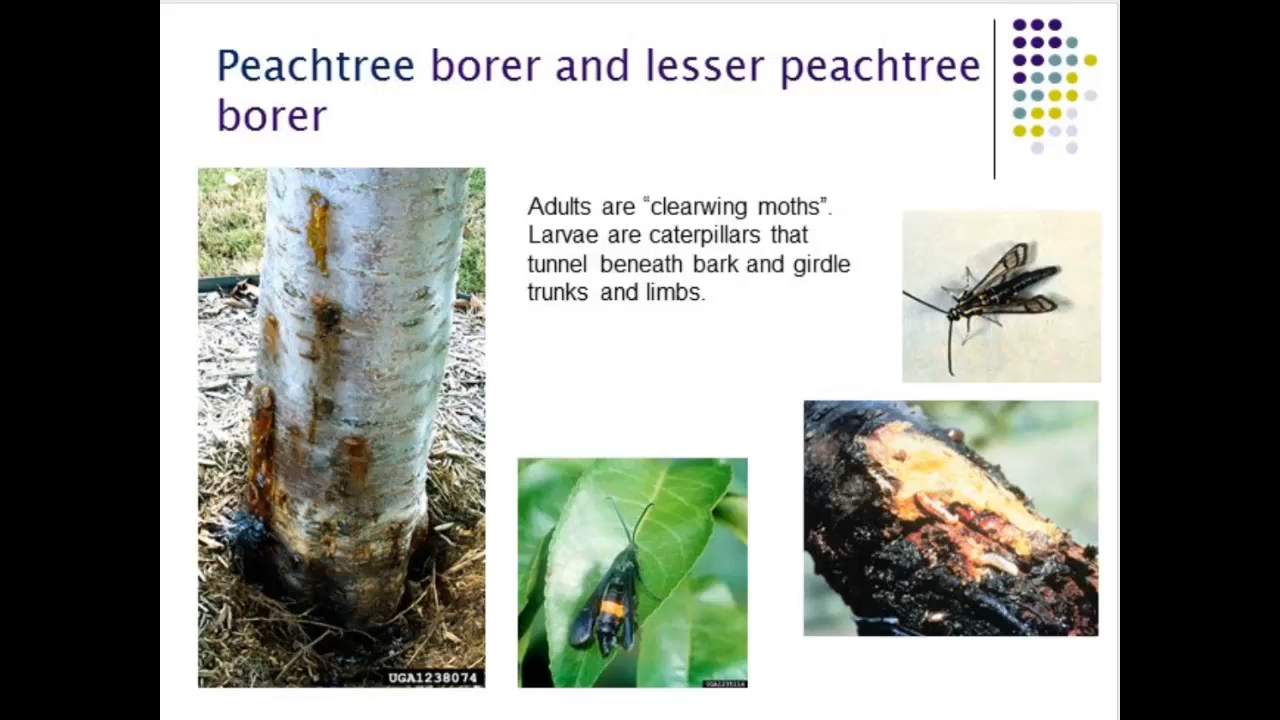 Peachtree borer and lesser peachtree
borer
Adults are “clearwing moths”.
Larvae are caterpillars that
tunnel beneath bark and girdle
trunks and limbs.
UGA1238074